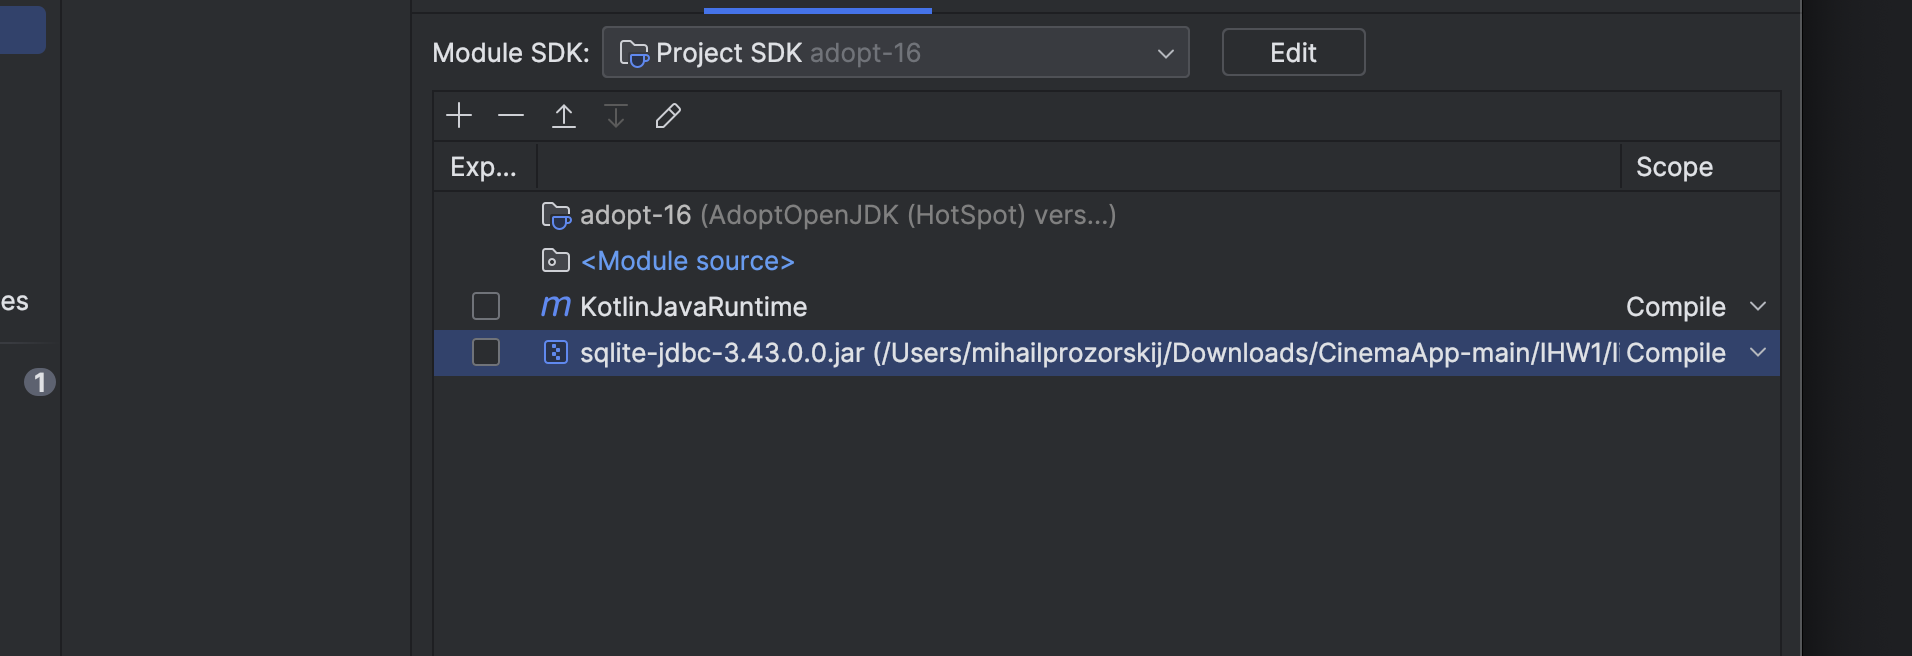 Module SDK: Project SDK adopt-16 Edit
Exp... Scope
adopt-16 (AdoptOpenJDK (HotSpot) vers...)
<Module source>
es
m KotlinJavaRuntime Compile
sqlite-jdbc-3.43.0.0.jar (/Users/mihailprozorskij/Downloads/CinemaApp-main/IHW1/l Compile
1